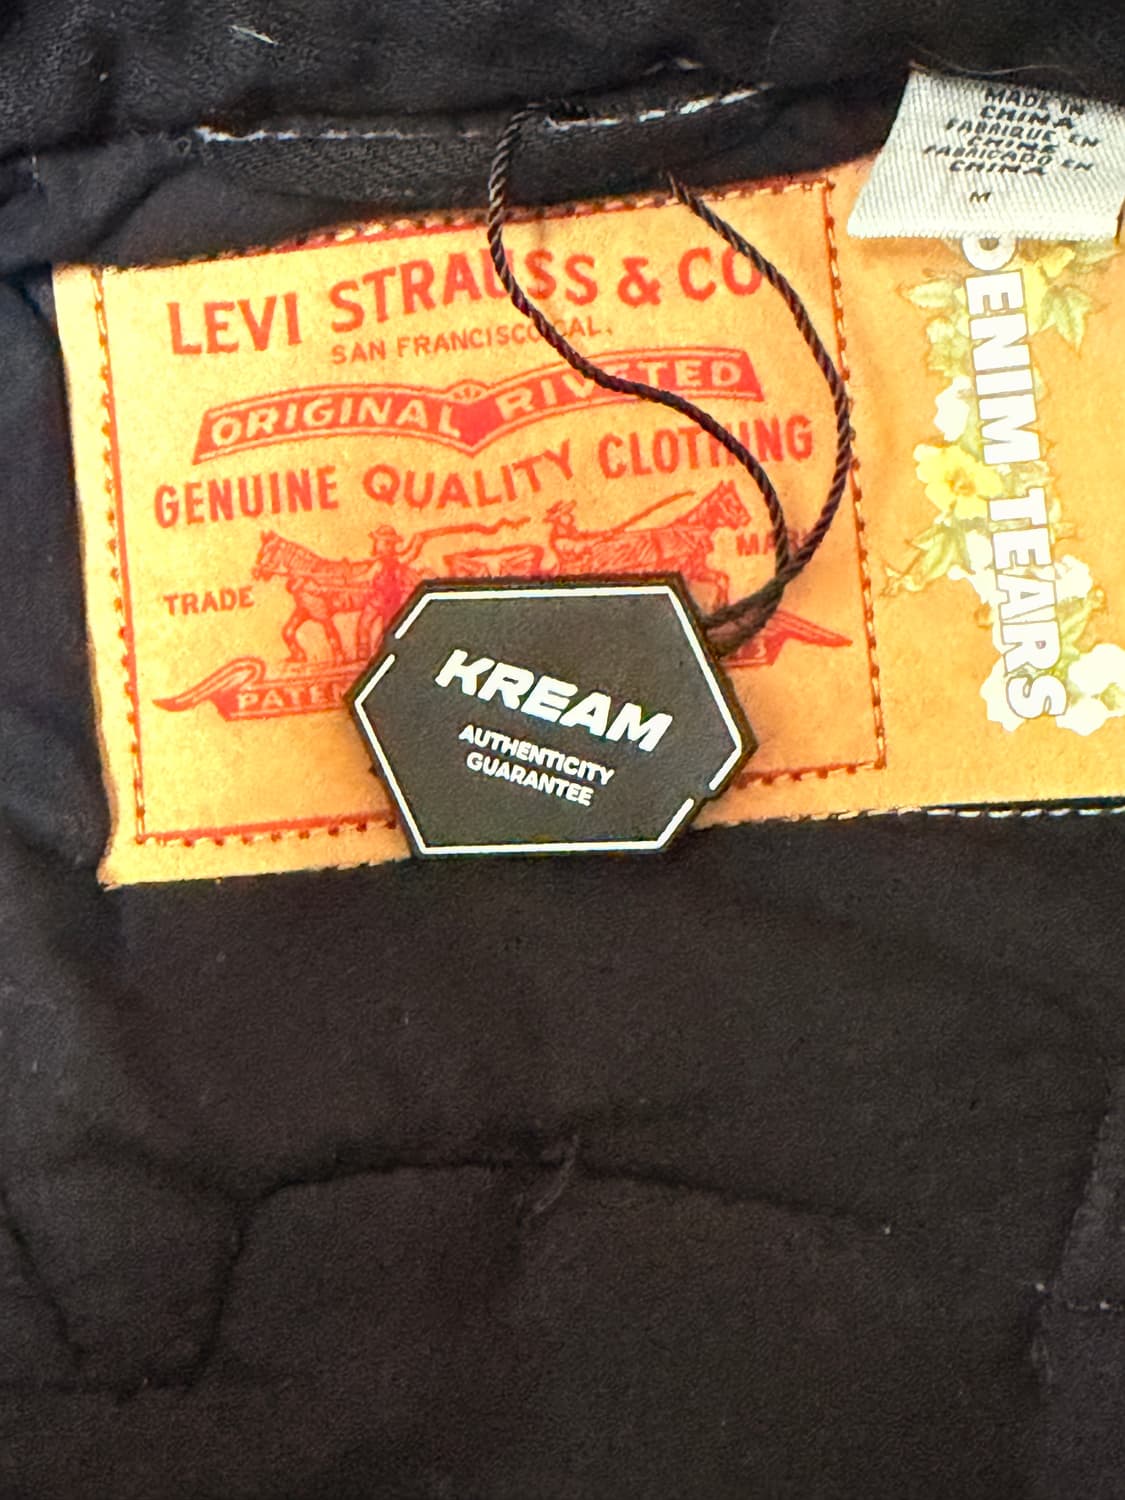 LEVI STRAUSS & CO
SAN FRANCISCO CAL.
ORIGINAL RIVETED
GENUINE QUALITY CLOTHING
TRADE
KREAM
AUTHENTICITY
GUARANTEE
MADE IN
CHINA
FABRIQUE EN
CHINE
FABRICADO EN
CHINA
M
DENIM TEARS